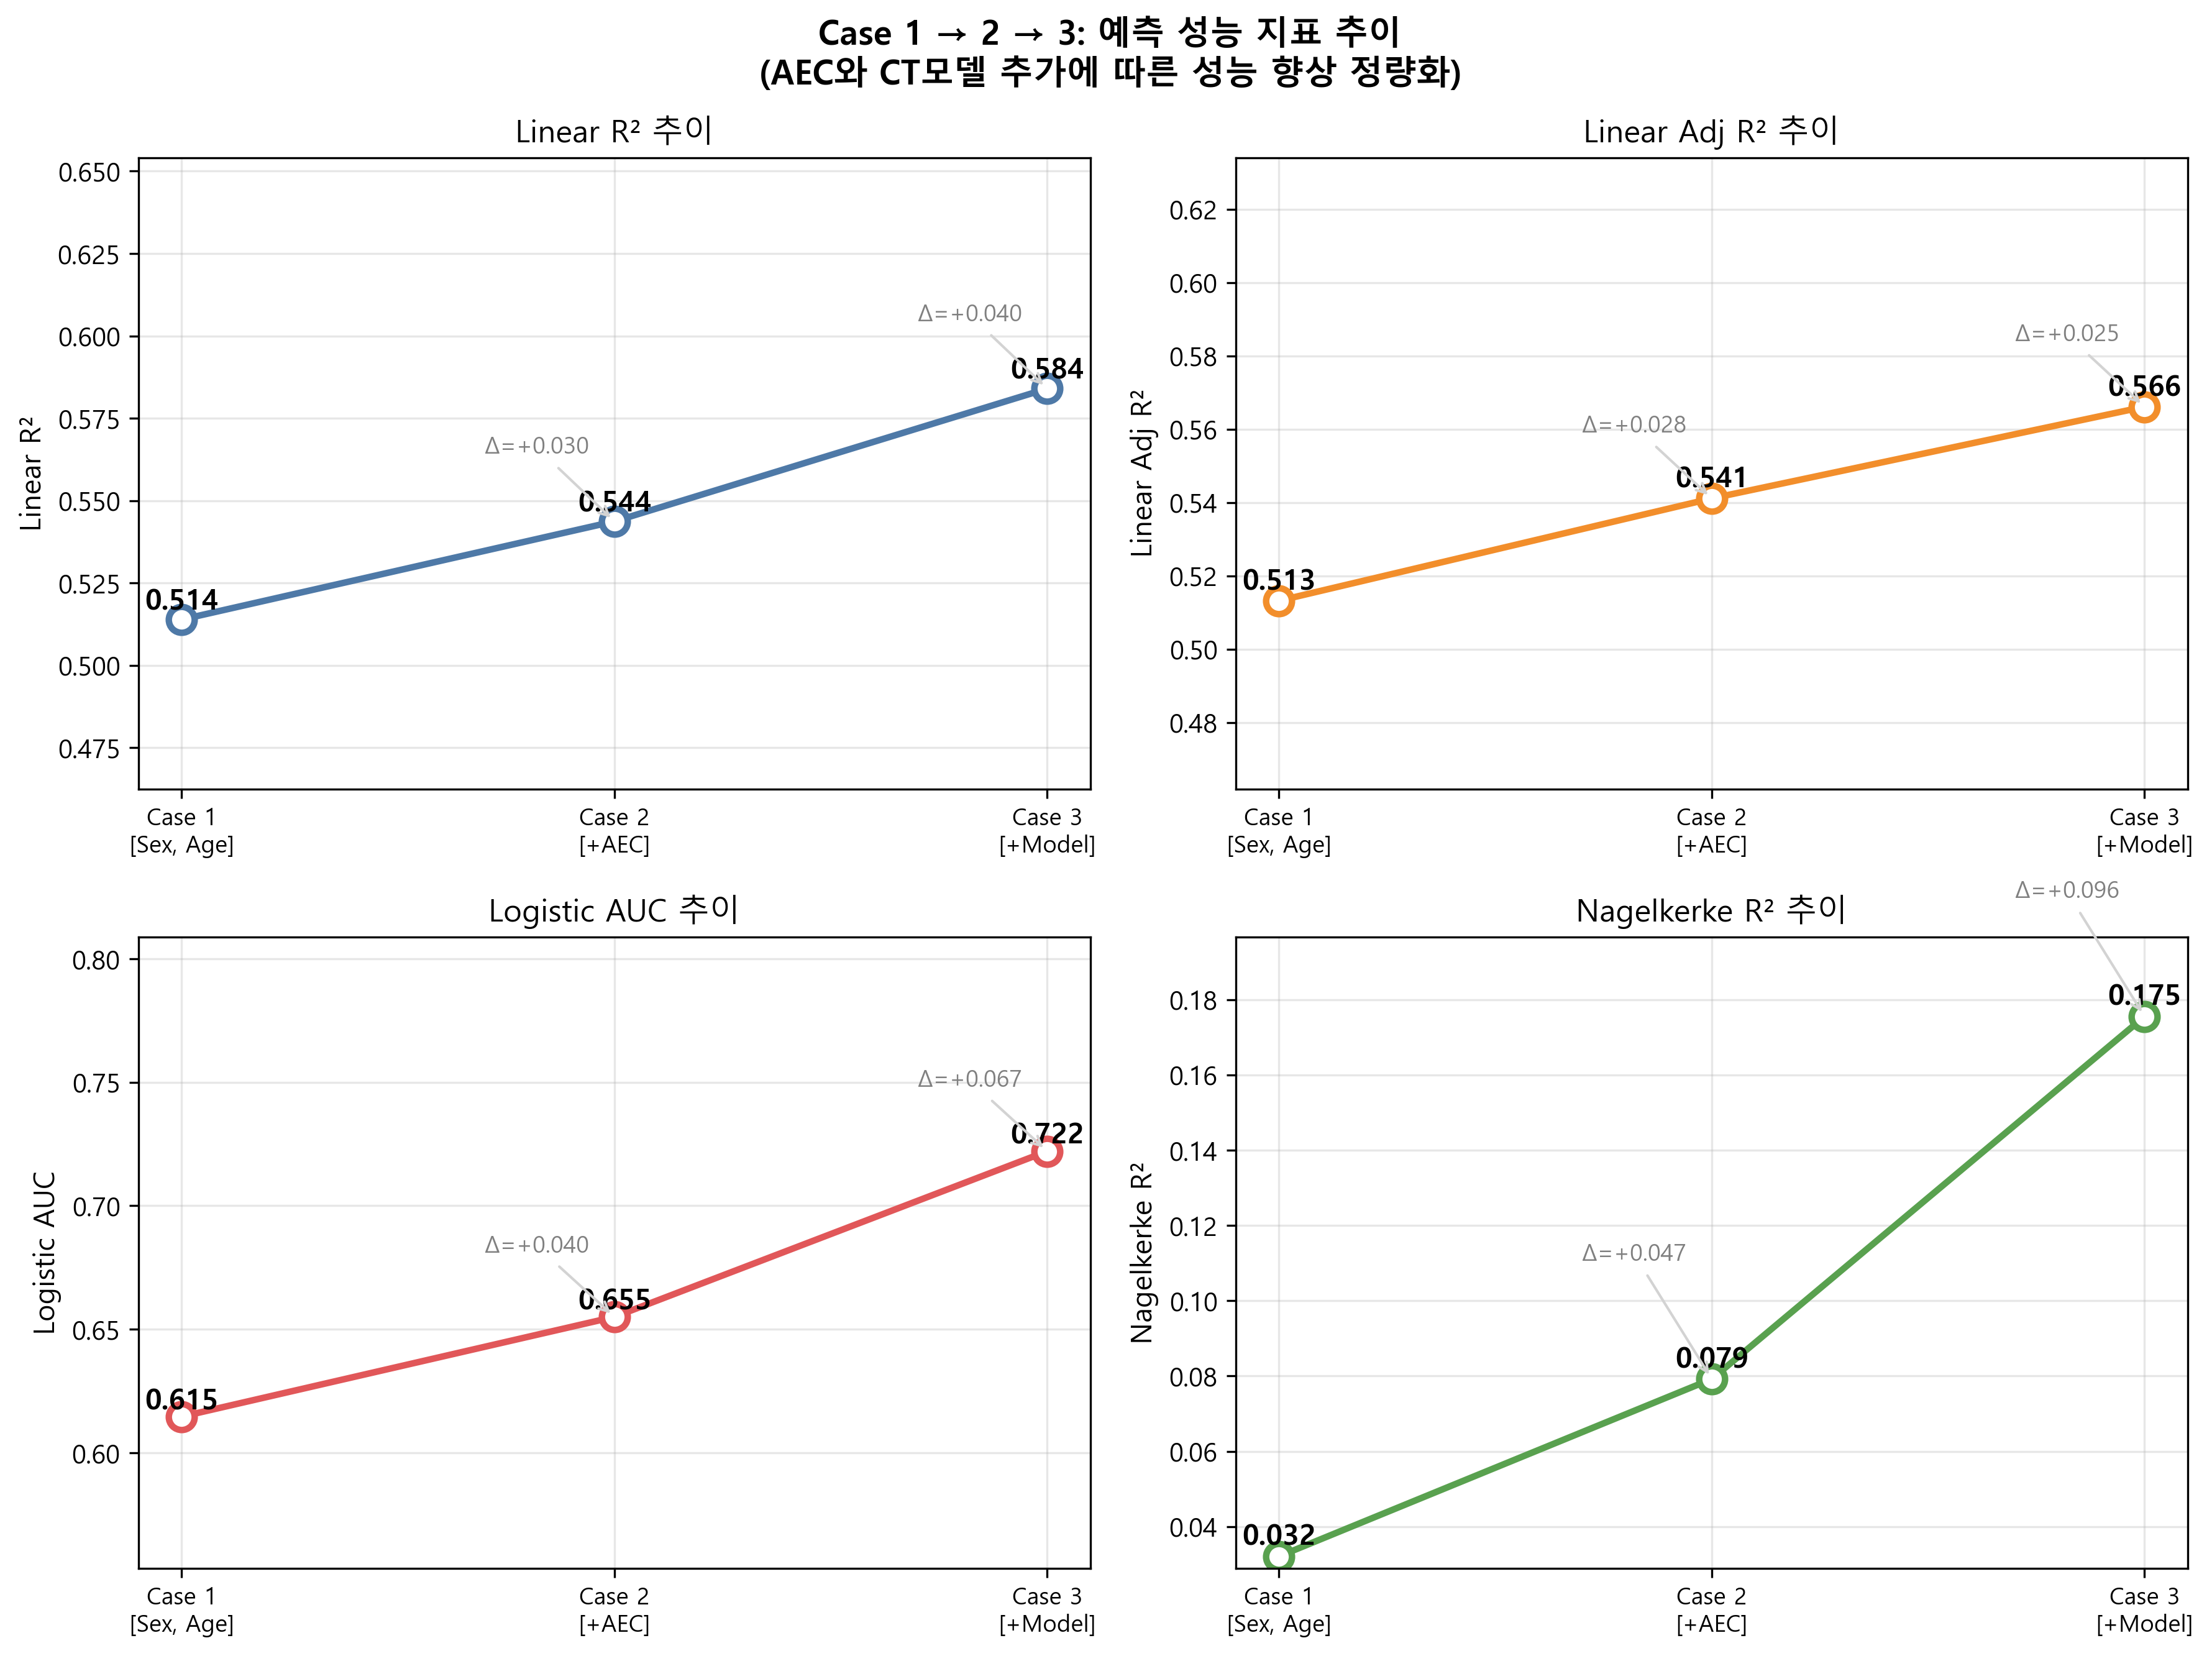 Case 1 → 2 → 3: 예측 성능 지표 추이
(AEC와 CT모델 추가에 따른 성능 향상 정량화)
Linear R² 추이
Linear R²
0.650
0.625
0.600
0.575
0.550
0.525
0.500
0.475
0.514
Δ=+0.030
0.544
Δ=+0.040
0.584
Case 1
[Sex, Age]
Case 2
[+AEC]
Case 3
[+Model]
Linear Adj R² 추이
Linear Adj R²
0.62
0.60
0.58
0.56
0.54
0.52
0.50
0.48
0.513
Δ=+0.028
0.541
Δ=+0.025
0.566
Case 1
[Sex, Age]
Case 2
[+AEC]
Case 3
[+Model]
Logistic AUC 추이
Logistic AUC
0.80
0.75
0.70
0.65
0.60
0.615
Δ=+0.040
0.655
Δ=+0.067
0.722
Case 1
[Sex, Age]
Case 2
[+AEC]
Case 3
[+Model]
Nagelkerke R² 추이
Nagelkerke R²
0.18
0.16
0.14
0.12
0.10
0.08
0.06
0.04
0.032
Δ=+0.047
0.079
Δ=+0.096
0.175
Case 1
[Sex, Age]
Case 2
[+AEC]
Case 3
[+Model]